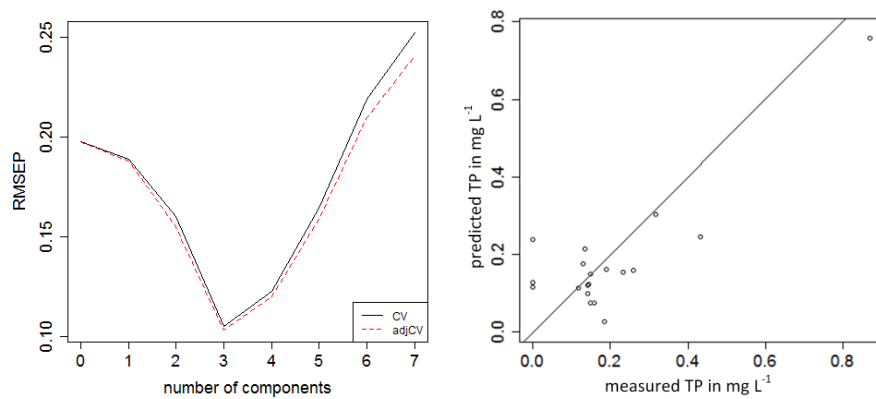 0.25
0.20
0.15
0.10
RMSEP
0 1 2 3 4 5 6 7
number of components
CV
adjCV
0.8
0.6
0.4
0.2
0.0
predicted TP in mg L⁻¹
0.0 0.2 0.4 0.6 0.8
measured TP in mg L⁻¹